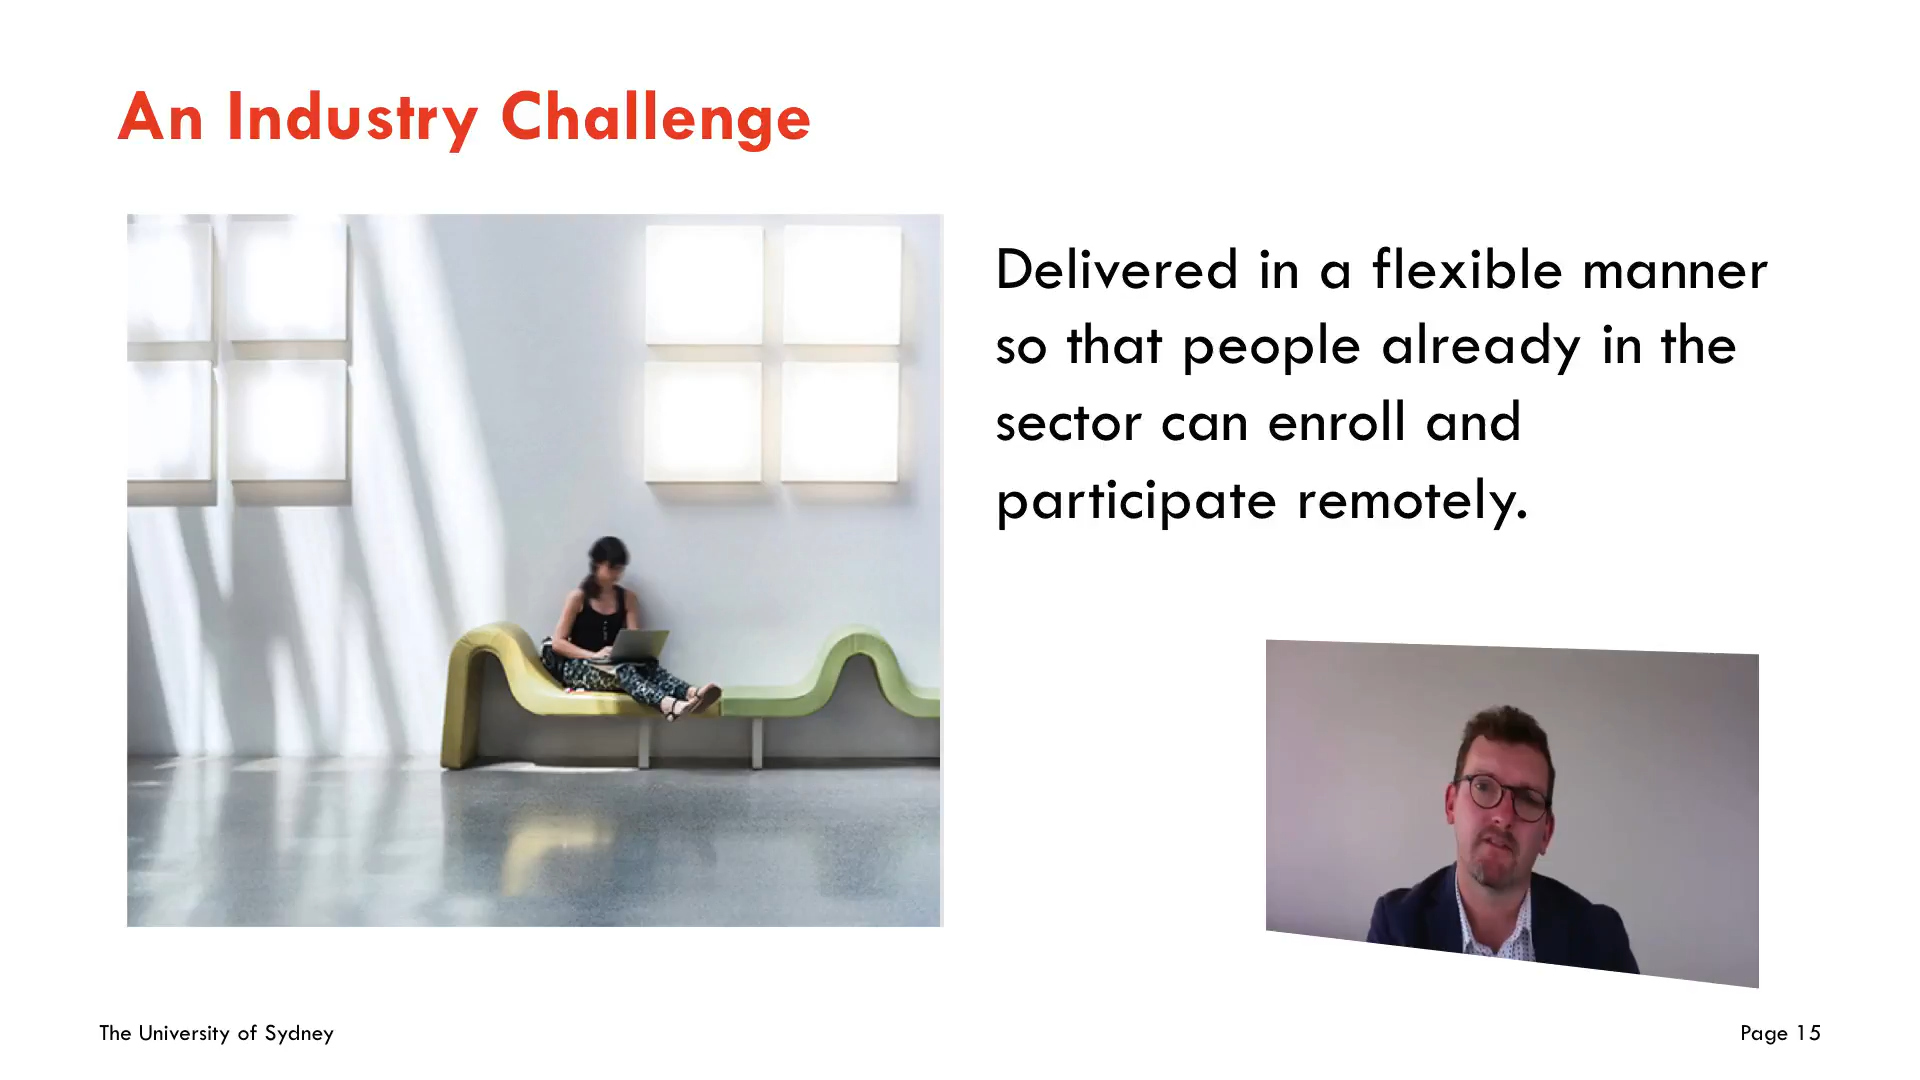 An Industry Challenge
Delivered in a flexible manner
so that people already in the
sector can enroll and
participate remotely.
The University of Sydney
Page 15